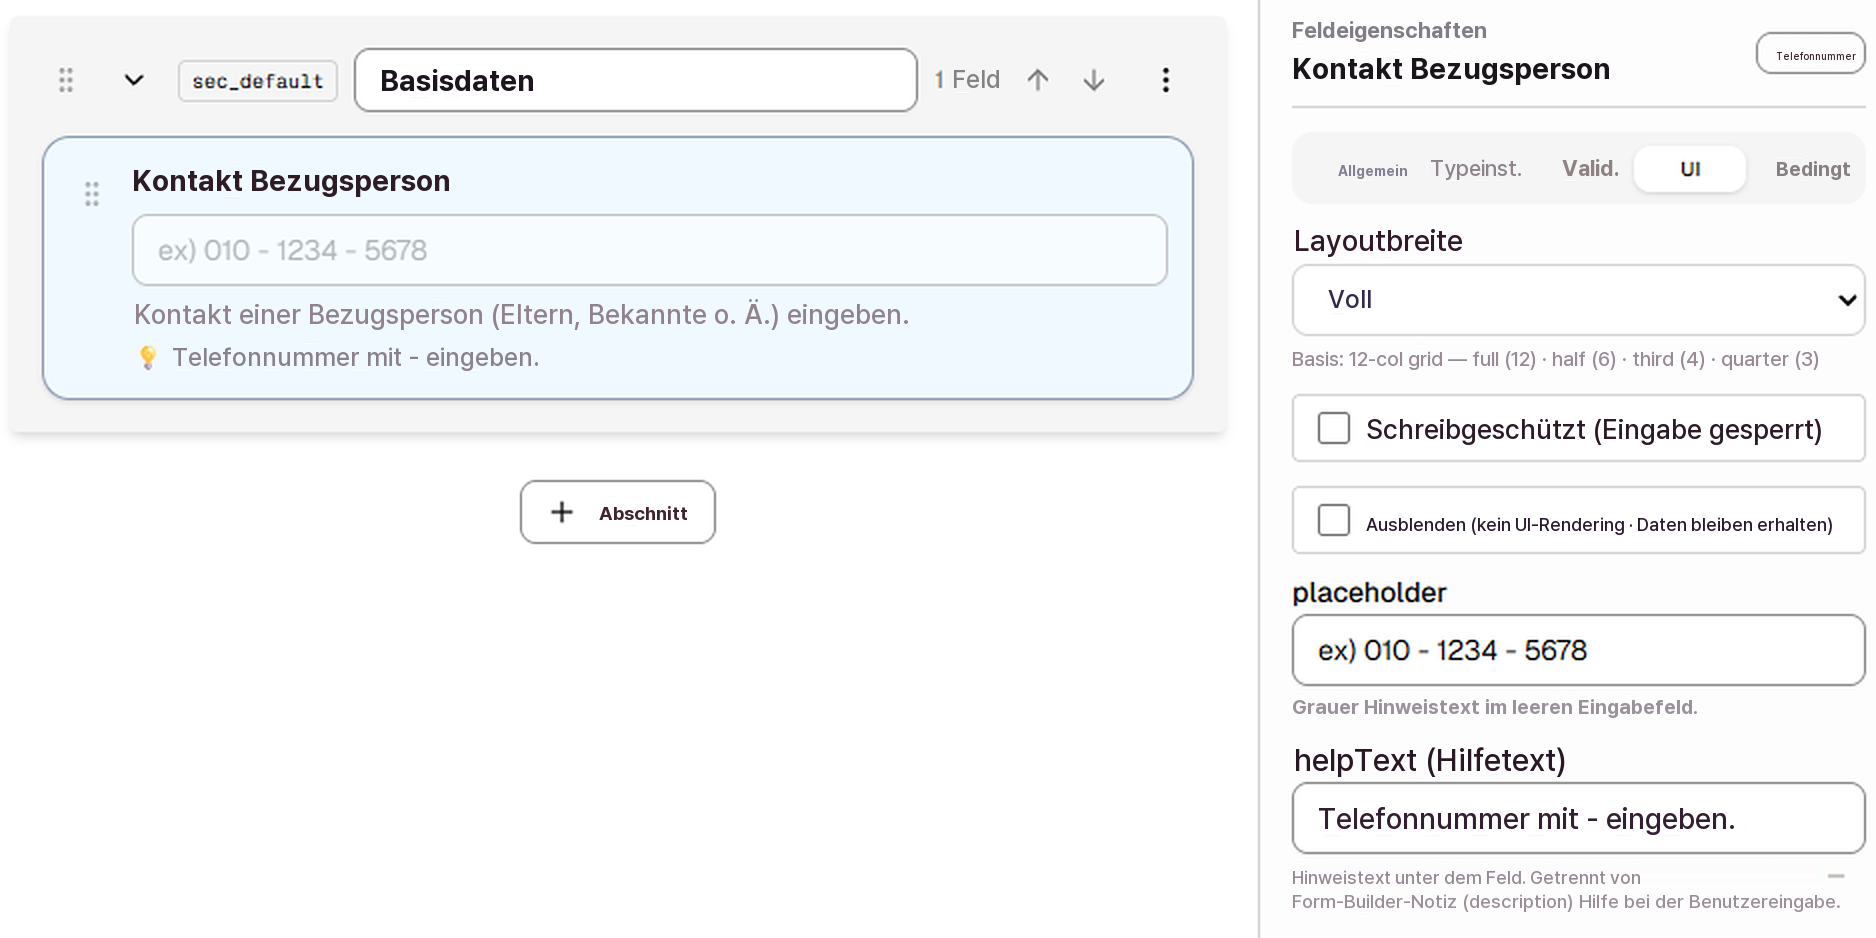 sec_default
Basisdaten
1 Feld
Kontakt Bezugsperson
ex) 010 - 1234 - 5678
Kontakt einer Bezugsperson (Eltern, Bekannte o. Ä.) eingeben.
Telefonnummer mit - eingeben.
Abschnitt
Feldeigenschaften
Kontakt Bezugsperson
Telefonnummer
Allgemein Typeinst. Valid. UI Bedingt
Layoutbreite
Voll
Basis: 12-col grid — full (12) · half (6) · third (4) · quarter (3)
Schreibgeschützt (Eingabe gesperrt)
Ausblenden (kein UI-Rendering · Daten bleiben erhalten)
placeholder
ex) 010 - 1234 - 5678
Grauer Hinweistext im leeren Eingabefeld.
helpText (Hilfetext)
Telefonnummer mit - eingeben.
Hinweistext unter dem Feld. Getrennt von –
Form-Builder-Notiz (description) Hilfe bei der Benutzereingabe.